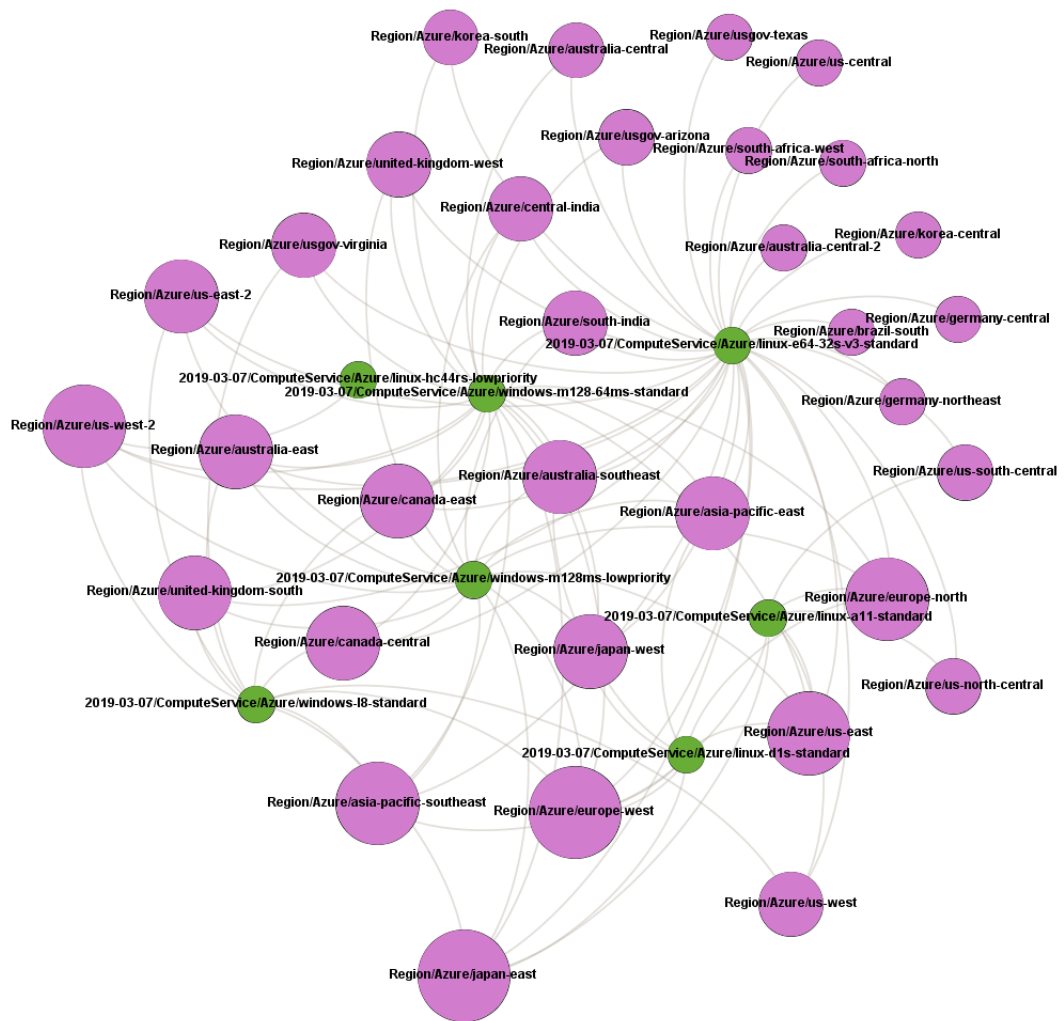 Region/Azure/korea-south
Region/Azure/australia-central
Region/Azure/usgov-texas
Region/Azure/us-central
Region/Azure/usgov-arizona
Region/Azure/south-africa-west
Region/Azure/south-africa-north
Region/Azure/united-kingdom-west
Region/Azure/central-india
Region/Azure/korea-central
Region/Azure/usgov-virginia
Region/Azure/australia-central-2
Region/Azure/us-east-2
Region/Azure/south-india
Region/Azure/germany-central
Region/Azure/brazil-south
2019-03-07/ComputeService/Azure/linux-e64-32s-v3-standard
2019-03-07/ComputeService/Azure/linux-hc44rs-lowpriority
2019-03-07/ComputeService/Azure/windows-m128-64ms-standard
Region/Azure/germany-northeast
Region/Azure/us-west-2
Region/Azure/australia-east
Region/Azure/australia-southeast
Region/Azure/us-south-central
Region/Azure/canada-east
Region/Azure/asia-pacific-east
2019-03-07/ComputeService/Azure/windows-m128ms-lowpriority
Region/Azure/united-kingdom-south
Region/Azure/europe-north
2019-03-07/ComputeService/Azure/linux-a11-standard
Region/Azure/canada-central
Region/Azure/japan-west
Region/Azure/us-north-central
2019-03-07/ComputeService/Azure/windows-l8-standard
Region/Azure/us-east
2019-03-07/ComputeService/Azure/linux-d1s-standard
Region/Azure/asia-pacific-southeast
Region/Azure/europe-west
Region/Azure/us-west
Region/Azure/japan-east